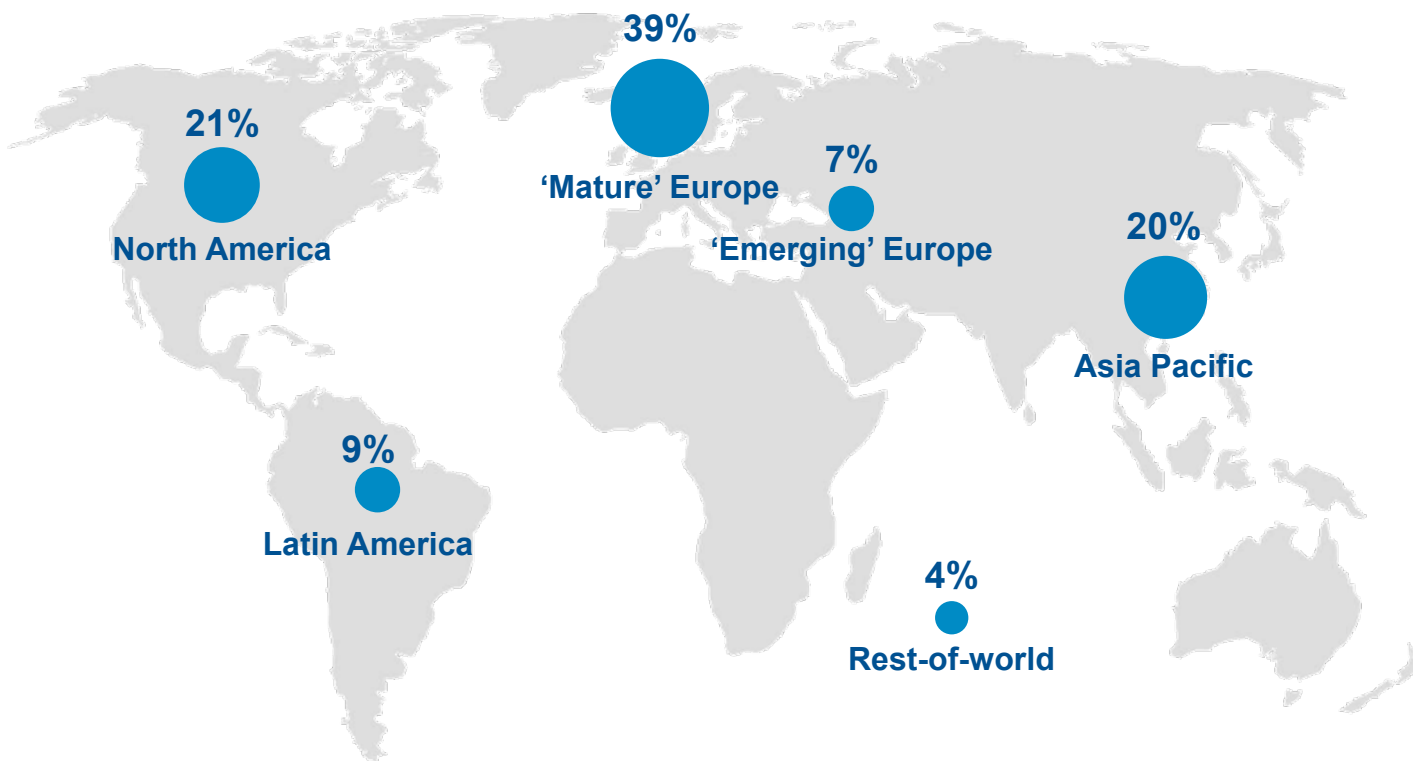 39%
‘Mature’ Europe
21%
North America
7%
‘Emerging’ Europe
20%
Asia Pacific
9%
Latin America
4%
Rest-of-world